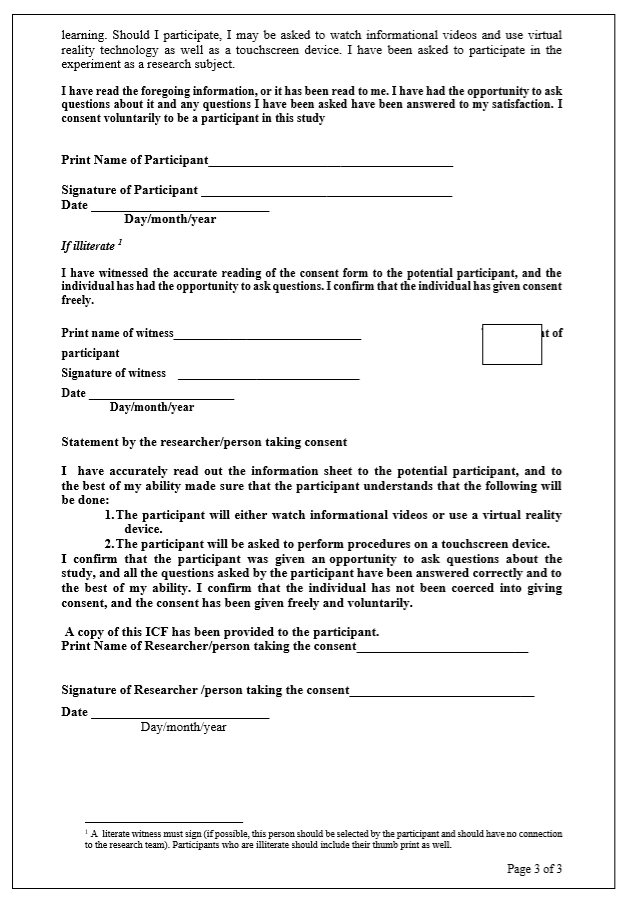 learning. Should I participate, I may be asked to watch informational videos and use virtual
reality technology as well as a touchscreen device. I have been asked to participate in the
experiment as a research subject.
I have read the foregoing information, or it has been read to me. I have had the opportunity to ask
questions about it and any questions I have been asked have been answered to my satisfaction. I
consent voluntarily to be a participant in this study
Print Name of Participant
Signature of Participant
Date
Day/month/year
If illiterate 1
I have witnessed the accurate reading of the consent form to the potential participant, and the
individual has had the opportunity to ask questions. I confirm that the individual has given consent
freely.
Print name of witness of
participant
Signature of witness
Date
Day/month/year
Statement by the researcher/person taking consent
I have accurately read out the information sheet to the potential participant, and to
the best of my ability made sure that the participant understands that the following will
be done:
1.The participant will either watch informational videos or use a virtual reality
device.
2.The participant will be asked to perform procedures on a touchscreen device.
I confirm that the participant was given an opportunity to ask questions about the
study, and all the questions asked by the participant have been answered correctly and to
the best of my ability. I confirm that the individual has not been coerced into giving
consent, and the consent has been given freely and voluntarily.
A copy of this ICF has been provided to the participant.
Print Name of Researcher/person taking the consent
Signature of Researcher /person taking the consent
Date
Day/month/year
1 A literate witness must sign (if possible, this person should be selected by the participant and should have no connection
to the research team). Participants who are illiterate should include their thumb print as well.
Page 3 of 3